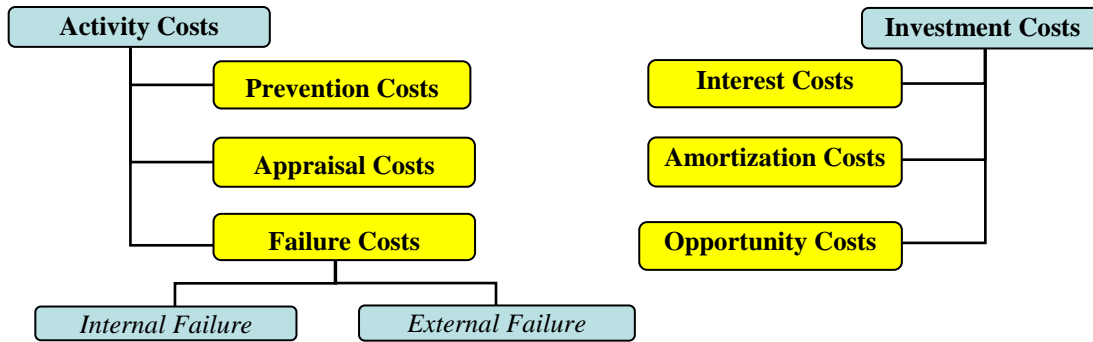 Activity Costs
Prevention Costs
Appraisal Costs
Failure Costs
Internal Failure
External Failure
Investment Costs
Interest Costs
Amortization Costs
Opportunity Costs